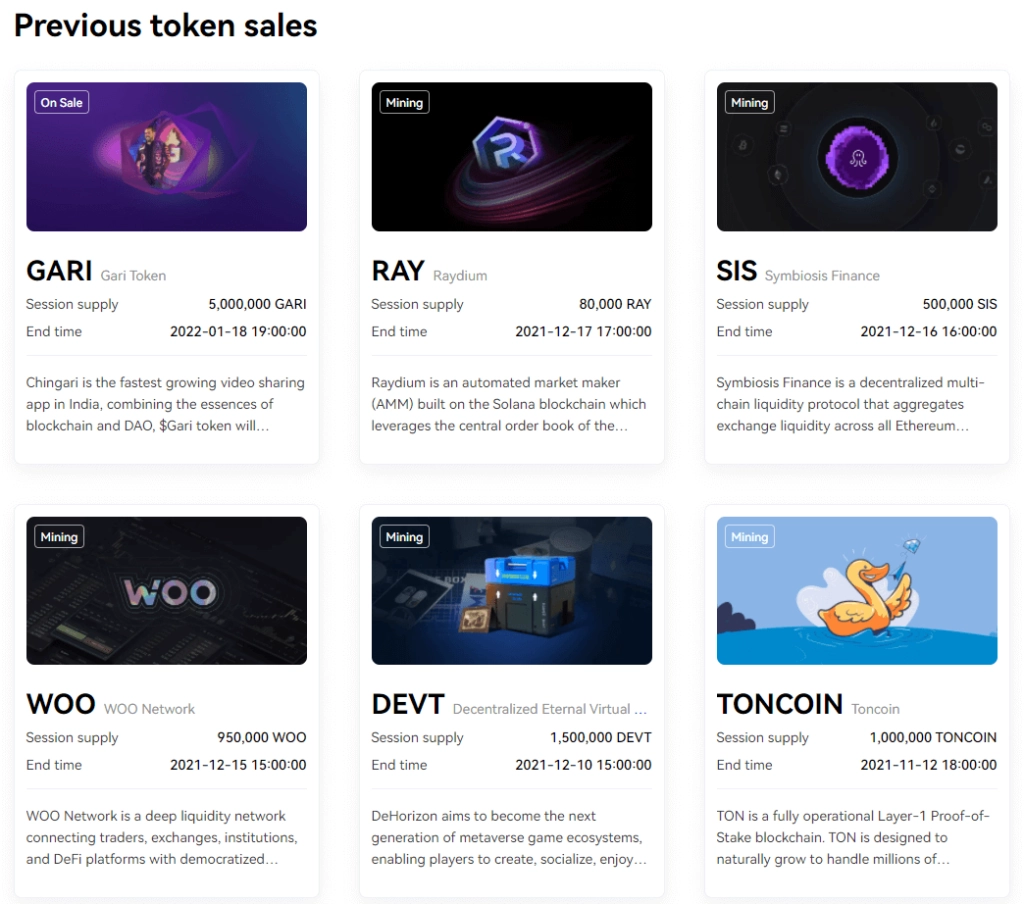 Previous token sales
On Sale
GARI Gari Token
Session supply 5,000,000 GARI
End time 2022-01-18 19:00:00
Chingari is the fastest growing video sharing
app in India, combining the essences of
blockchain and DAO, $Gari token will...
Mining
RAY Raydium
Session supply 80,000 RAY
End time 2021-12-17 17:00:00
Raydium is an automated market maker
(AMM) built on the Solana blockchain which
leverages the central order book of the...
Mining
SIS Symbiosis Finance
Session supply 500,000 SIS
End time 2021-12-16 16:00:00
Symbiosis Finance is a decentralized multi-
chain liquidity protocol that aggregates
exchange liquidity across all Ethereum...
Mining
WOO
WOO WOO Network
Session supply 950,000 WOO
End time 2021-12-15 15:00:00
WOO Network is a deep liquidity network
connecting traders, exchanges, institutions,
and DeFi platforms with democratized...
Mining
DEVT Decentralized Eternal Virtual ...
Session supply 1,500,000 DEVT
End time 2021-12-10 15:00:00
DeHorizon aims to become the next
generation of metaverse game ecosystems,
enabling players to create, socialize, enjoy...
Mining
TONCOIN Toncoin
Session supply 1,000,000 TONCOIN
End time 2021-11-12 18:00:00
TON is a fully operational Layer-1 Proof-of-
Stake blockchain. TON is designed to
naturally grow to handle millions of...